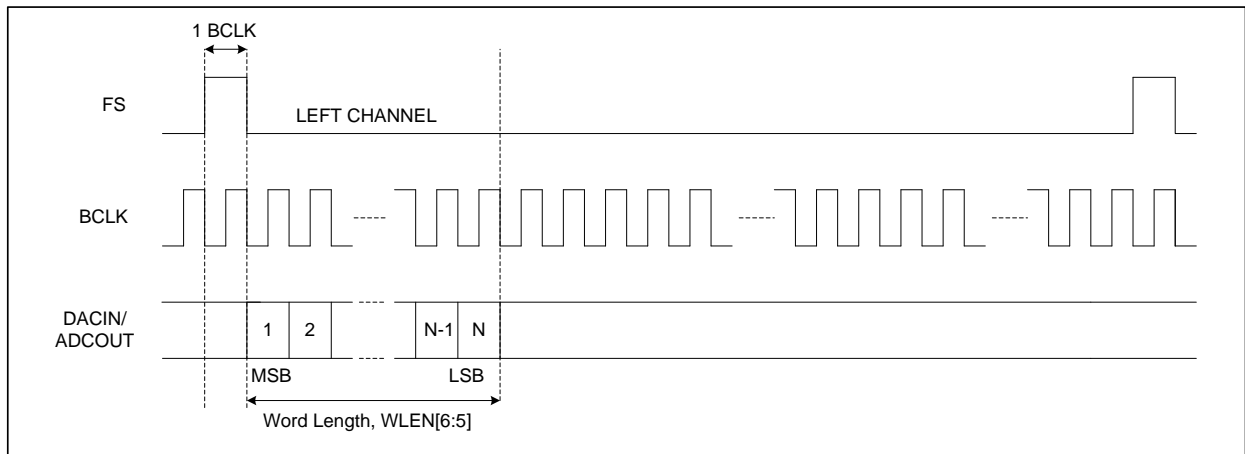 1 BCLK
FS
LEFT CHANNEL
BCLK
DACIN/
ADCOUT
1
2
N-1
N
MSB
LSB
Word Length, WLEN[6:5]